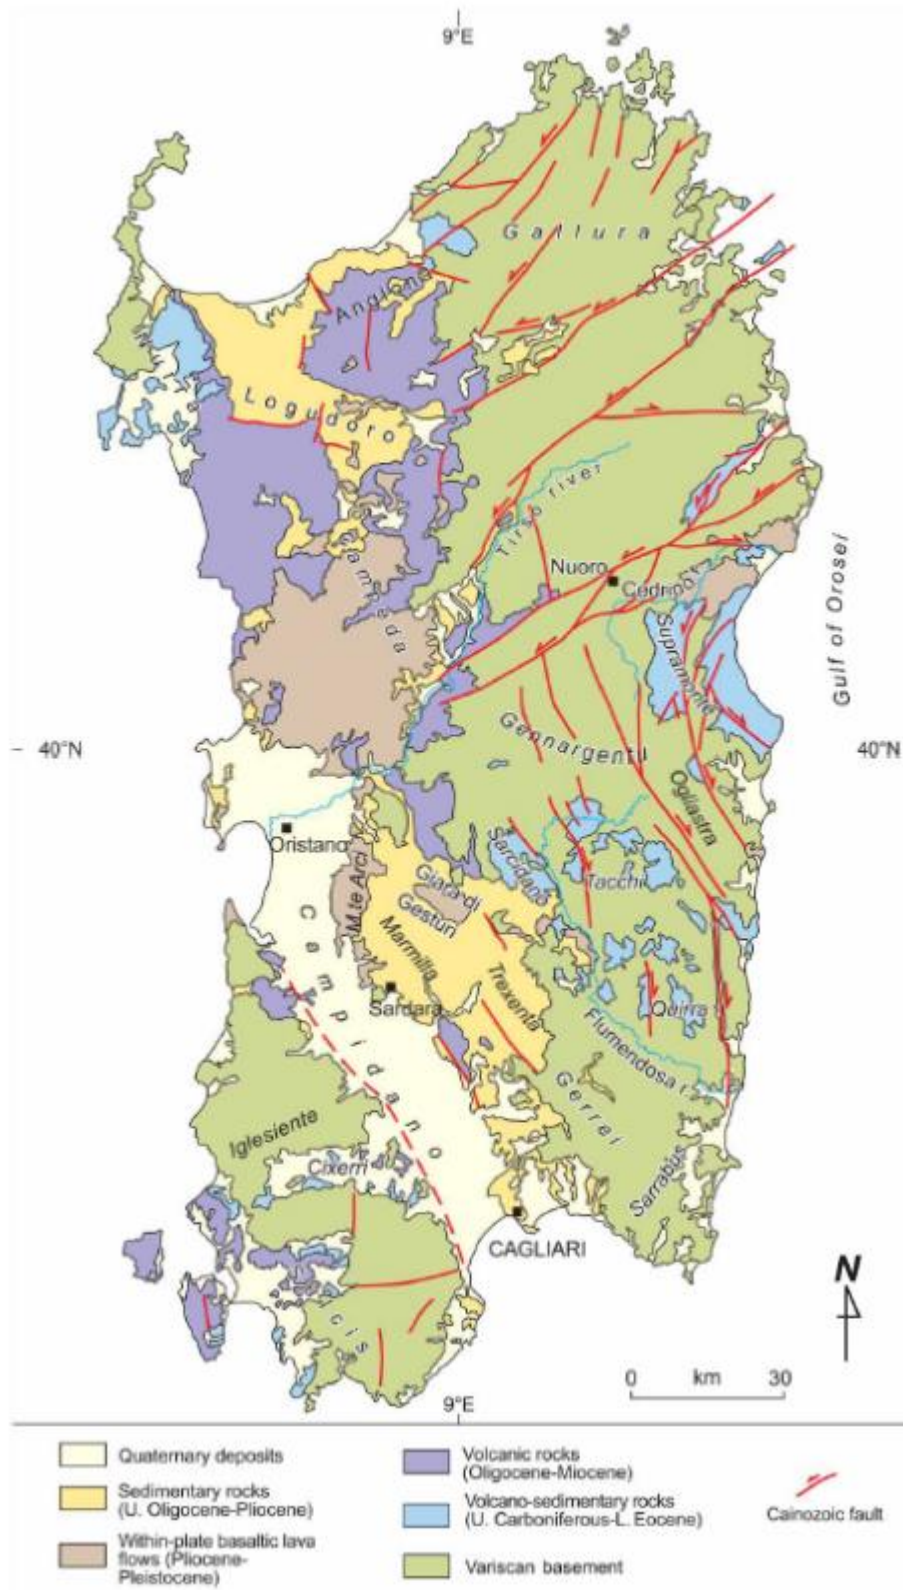 9°E
Gallura
Anglona
Logudoro
Tirso river
Nuoro
Cedrino r.
Campeda
Supramonte
Gulf of Orosei
40°N
40°N
Gennargentu
Ogliastra
Oristano
M.te Arci
Sarcidano
Tacchi
Giara di
Gesturi
Marmilla
Trexenta
Sardara
Quirra
Flumendosa r.
Campidano
Gerrei
Iglesiente
Cixerri
Sarrabus
CAGLIARI
cis
N
0 km 30
9°E
Quaternary deposits
Sedimentary rocks
(U. Oligocene-Pliocene)
Within-plate basaltic lava
flows (Pliocene-
Pleistocene)
Volcanic rocks
(Oligocene-Miocene)
Volcano-sedimentary rocks
(U. Carboniferous-L. Eocene)
Variscan basement
Cainozoic fault